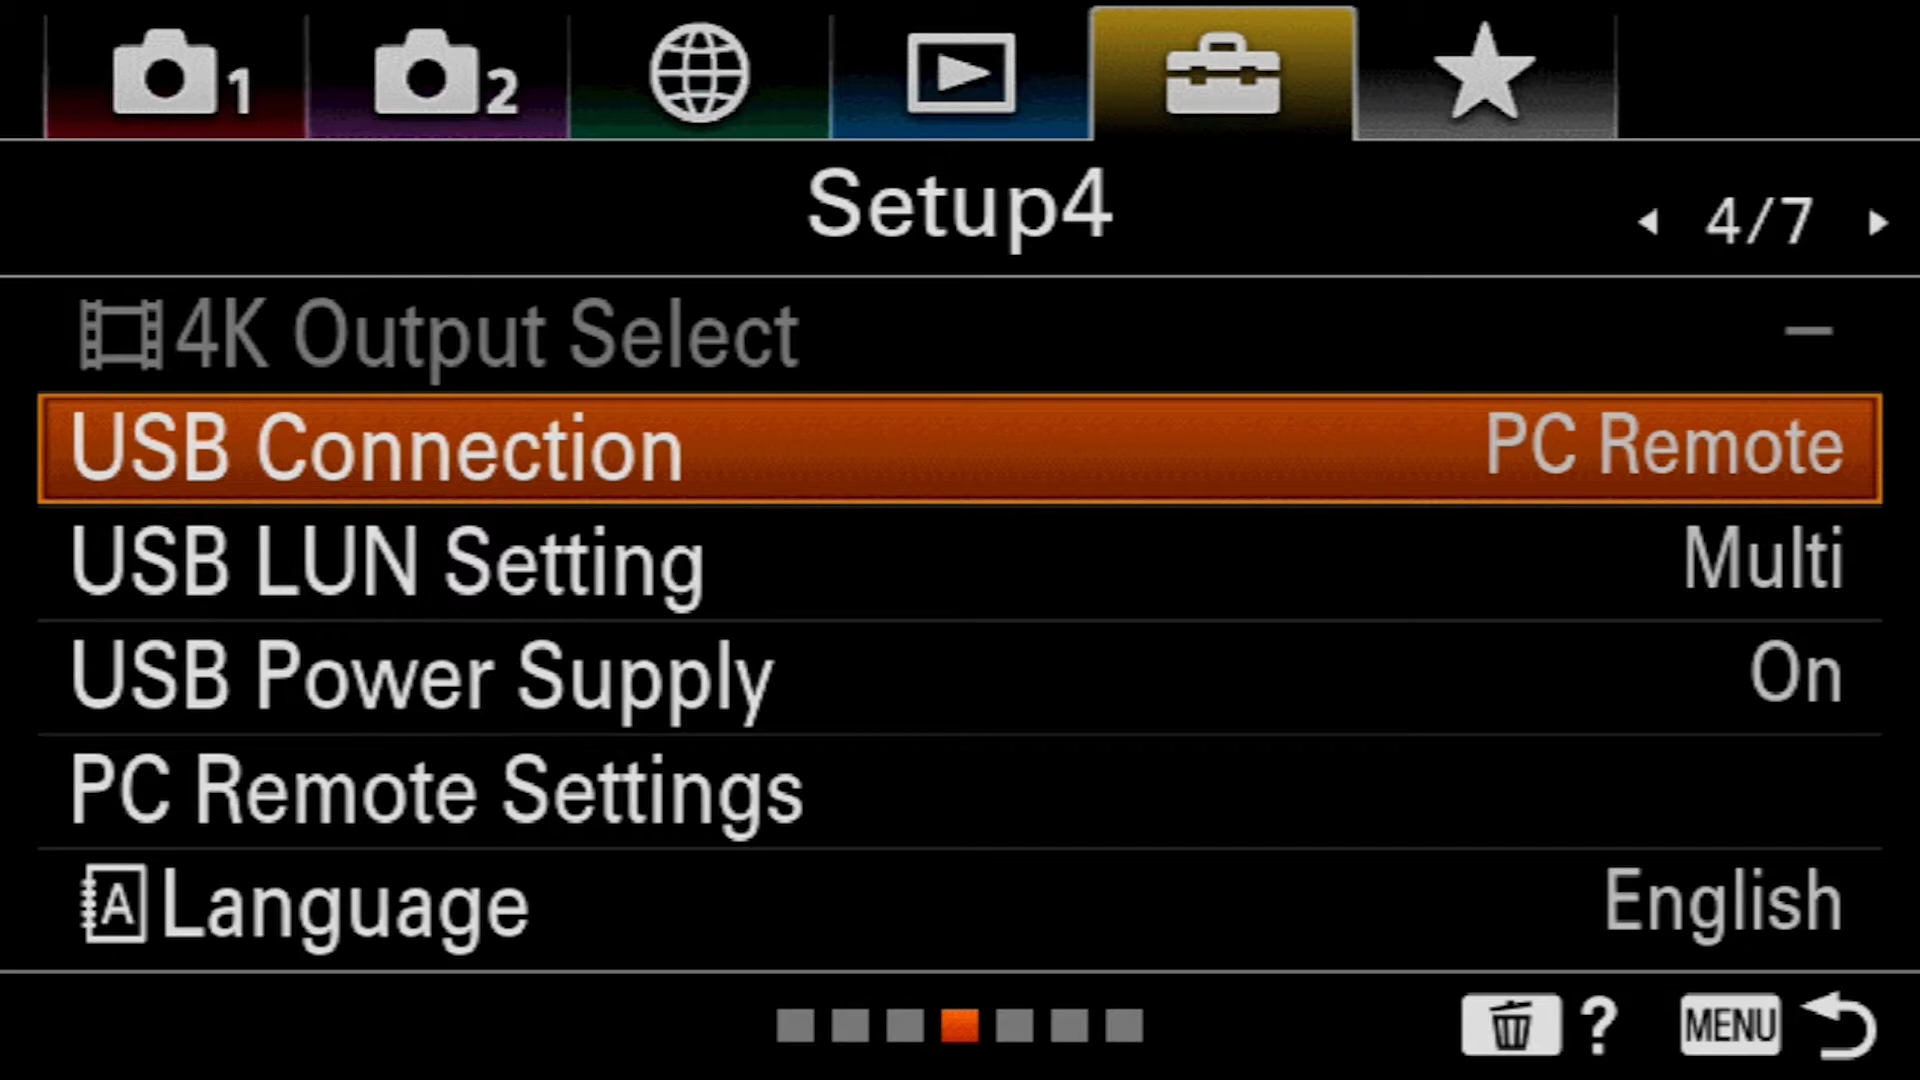 1 2
Setup4
4/7
4K Output Select –
USB Connection PC Remote
USB LUN Setting Multi
USB Power Supply On
PC Remote Settings
A Language English
? MENU